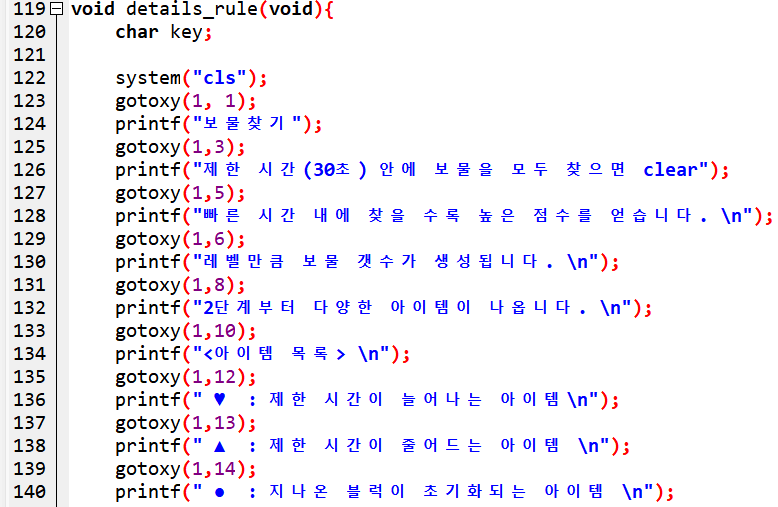 119 void details_rule(void){
120 char key;
121
122 system("cls");
123 gotoxy(1, 1);
124 printf("보물찾기");
125 gotoxy(1,3);
126 printf("제한 시간(30초) 안에 보물을 모두 찾으면 clear");
127 gotoxy(1,5);
128 printf("빠른 시간 내에 찾을 수록 높은 점수를 얻습니다. \n");
129 gotoxy(1,6);
130 printf("레벨만큼 보물 갯수가 생성됩니다. \n");
131 gotoxy(1,8);
132 printf("2단계부터 다양한 아이템이 나옵니다. \n");
133 gotoxy(1,10);
134 printf("<아이템 목록> \n");
135 gotoxy(1,12);
136 printf(" ♥ : 제한 시간이 늘어나는 아이템\n");
137 gotoxy(1,13);
138 printf(" ▲ : 제한 시간이 줄어드는 아이템 \n");
139 gotoxy(1,14);
140 printf(" ● : 지나온 블럭이 초기화되는 아이템 \n");